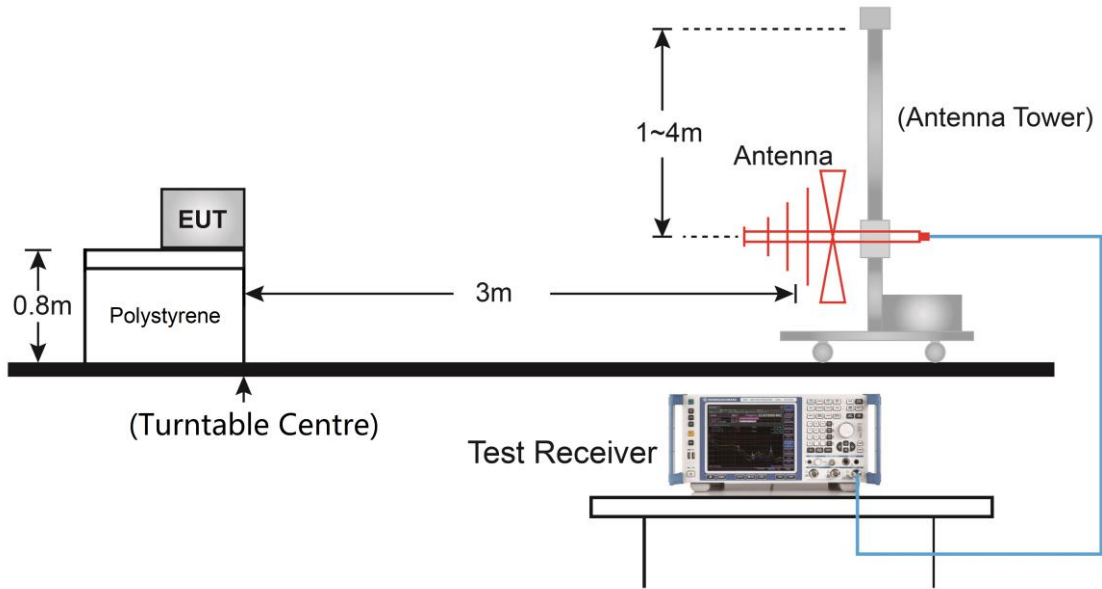 1~4m
(Antenna Tower)
Antenna
EUT
0.8m
Polystyrene
3m
(Turntable Centre)
Test Receiver